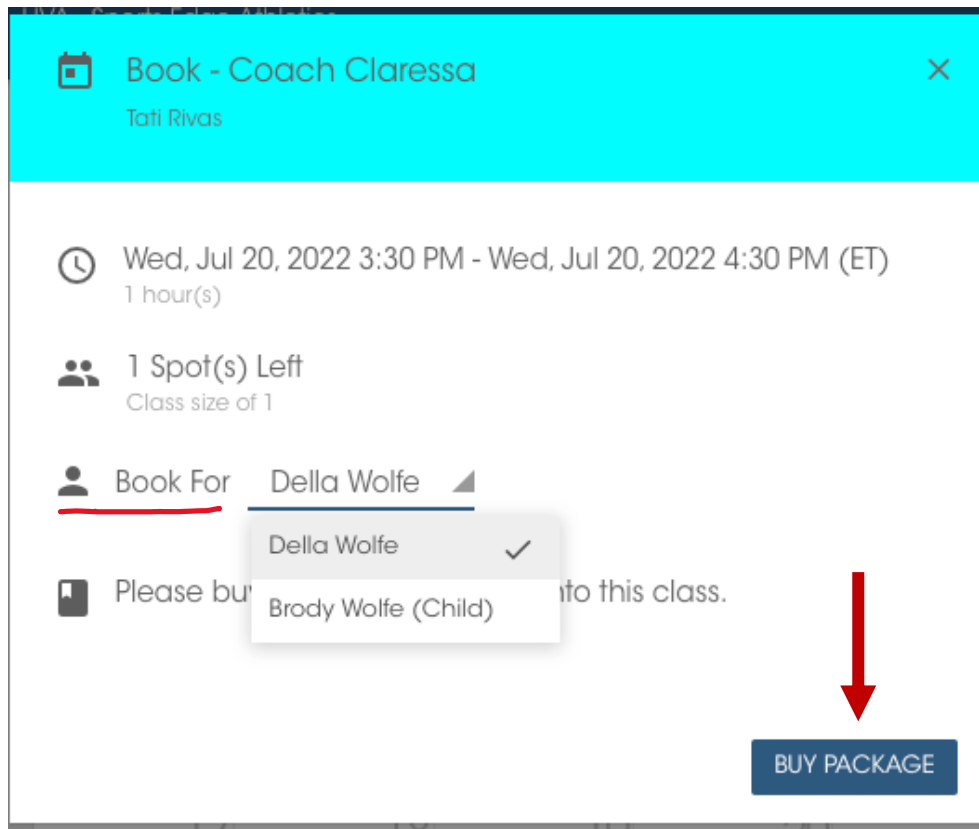 Book - Coach Claressa
Tati Rivas
Wed, Jul 20, 2022 3:30 PM - Wed, Jul 20, 2022 4:30 PM (ET)
1 hour(s)
1 Spot(s) Left
Class size of 1
Book For Della Wolfe
Della Wolfe
Please this class.
Brody Wolfe (Child)
BUY PACKAGE